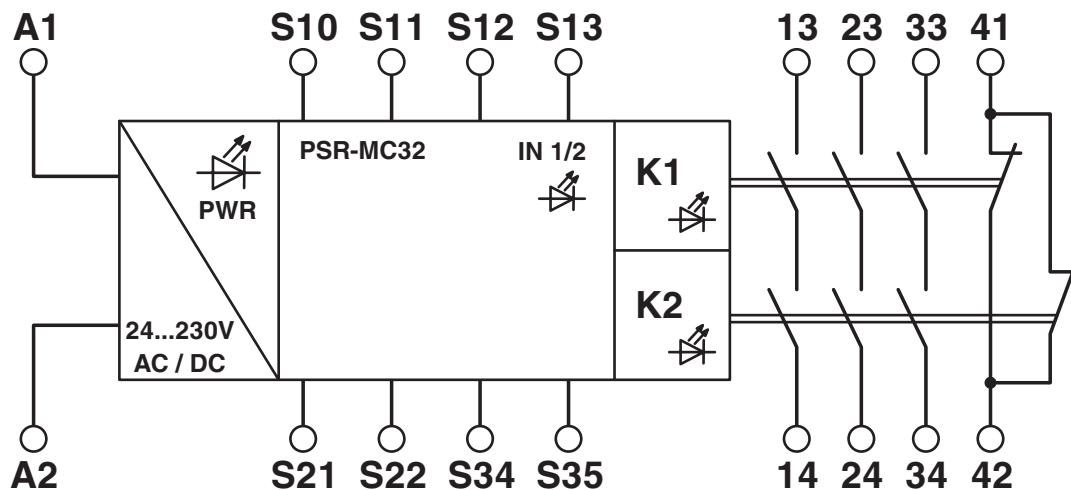 A1 S10 S11 S12 S13 13 23 33 41
PSR-MC32 IN 1/2
K1
PWR
K2
24...230V
AC / DC
A2 S21 S22 S34 S35 14 24 34 42